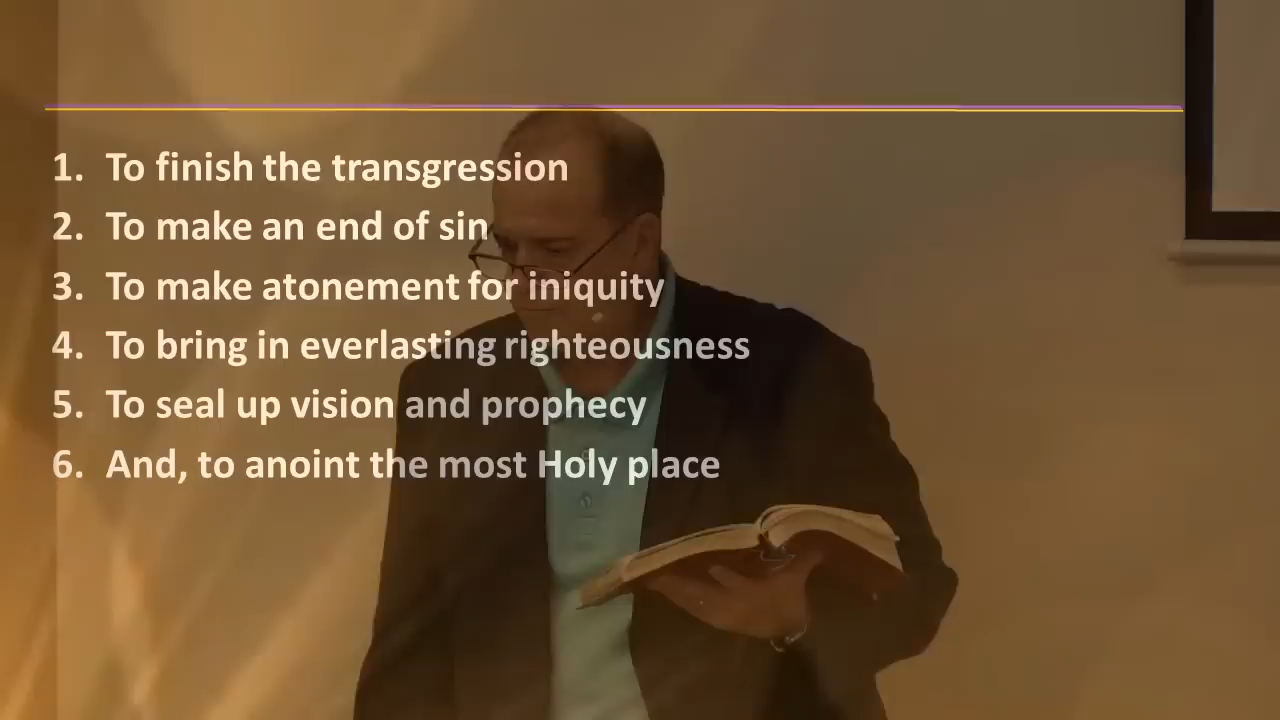 1. To finish the transgression
2. To make an end of sin
3. To make atonement for iniquity
4. To bring in everlasting righteousness
5. To seal up vision and prophecy
6. And, to anoint the most Holy place